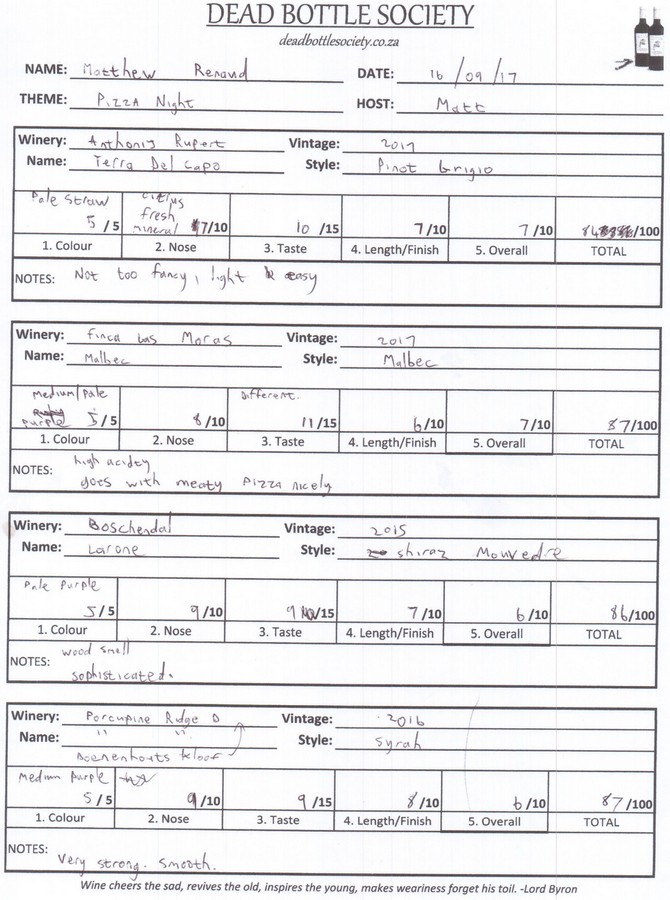 DEAD BOTTLE SOCIETY
deadbottlesociety.co.za
NAME: Matthew Renaud DATE: 16 / 09 / 17
THEME: Pizza Night HOST: Matt
Winery: Anthonij Rupert Vintage: 2017
Name: Terra Del Capo Style: Pinot Grigio
Pale Straw citrus
fresh
5 /5 mineral 7/10 10 /15 7/10 7 /10 84 /100
1. Colour 2. Nose 3. Taste 4. Length/Finish 5. Overall TOTAL
NOTES: Not too fancy, light & easy
Winery: Finca Las Moras Vintage: 2017
Name: Malbec Style: Malbec
Medium/Pale Different.
purple 5/5 8/10 11/15 6/10 7/10 87/100
1. Colour 2. Nose 3. Taste 4. Length/Finish 5. Overall TOTAL
NOTES: high acidty
goes with meaty Pizza nicely
Winery: Boschendal Vintage: 2015
Name: Larone Style: shiraz Mouvedre
Pale Purple
5/5 9/10 9 /15 7/10 6/10 86/100
1. Colour 2. Nose 3. Taste 4. Length/Finish 5. Overall TOTAL
NOTES: wood smell
sophisticated.
Winery: Porcupine Ridge Vintage: 2016
Name: " " Style: Syrah
Boenenhouts kloof
Medium Purple
5/5 9/10 9/15 8/10 6/10 87/100
1. Colour 2. Nose 3. Taste 4. Length/Finish 5. Overall TOTAL
NOTES:
Very strong. Smooth.
Wine cheers the sad, revives the old, inspires the young, makes weariness forget his toil. -Lord Byron